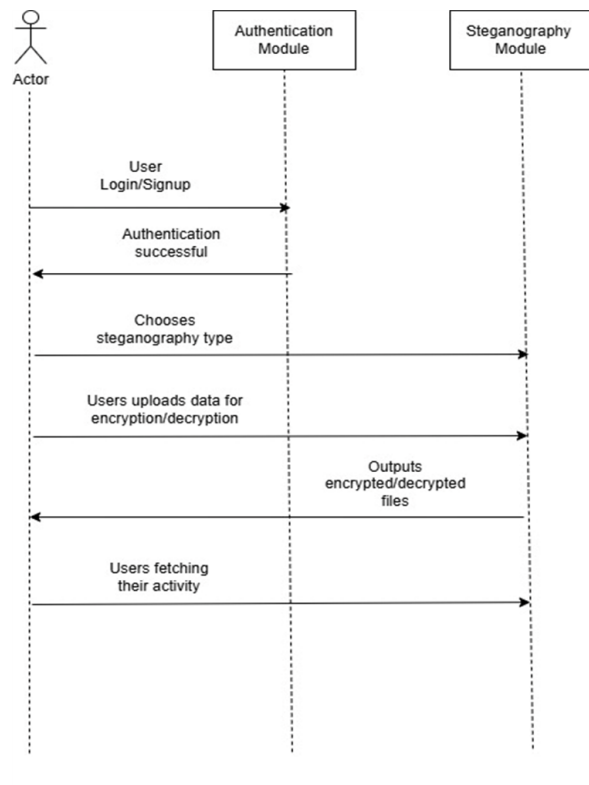 Actor
Authentication
Module
Steganography
Module
User
Login/Signup
Authentication
successful
Chooses
steganography type
Users uploads data for
encryption/decryption
Outputs
encrypted/decrypted
files
Users fetching
their activity